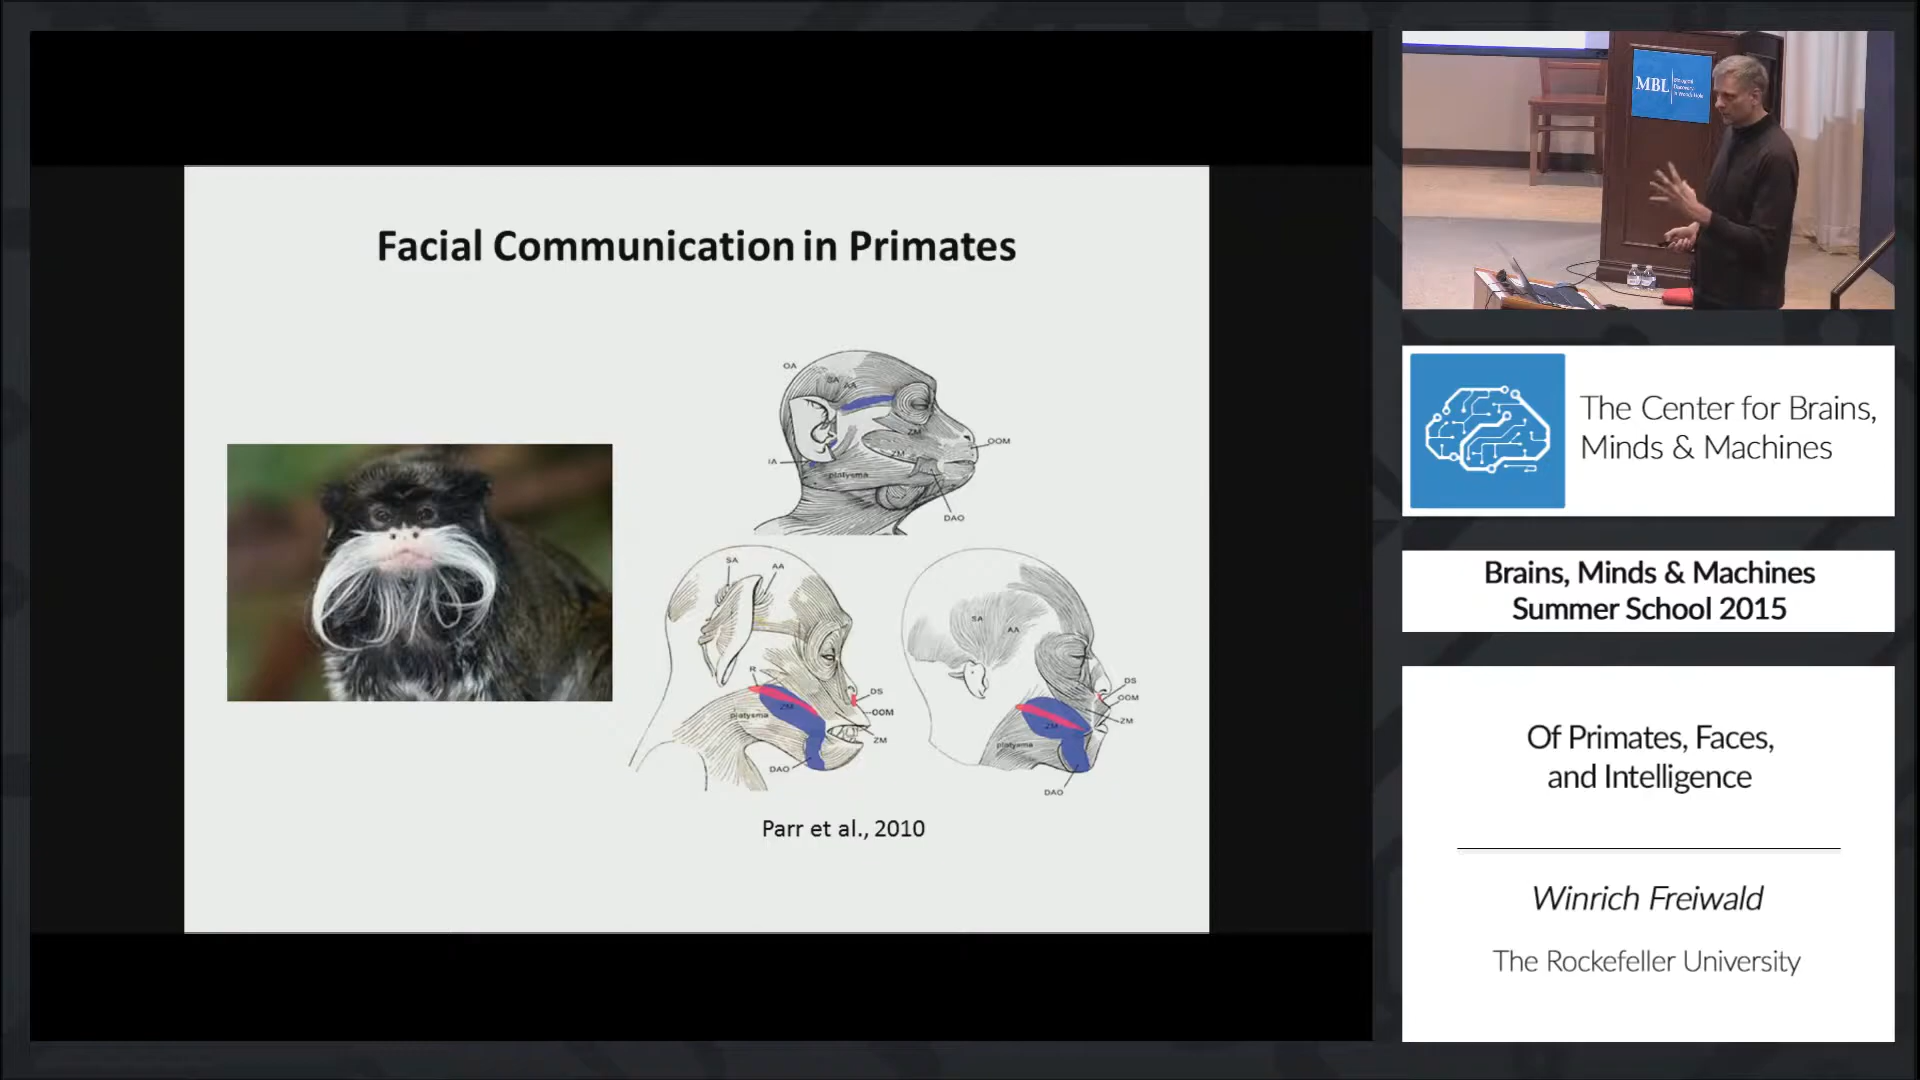 Facial Communication in Primates
OA
SA
AA
ZM
OOM
ZM
IA
platysma
DAO
SA
AA
R
DS
ZM
platysma
OOM
ZM
DAO
SA
AA
DS
OOM
ZM
ZM
platysma
DAO
Parr et al., 2010
MBL
The Center for Brains,
Minds & Machines
Brains, Minds & Machines
Summer School 2015
Of Primates, Faces,
and Intelligence
Winrich Freiwald
The Rockefeller University